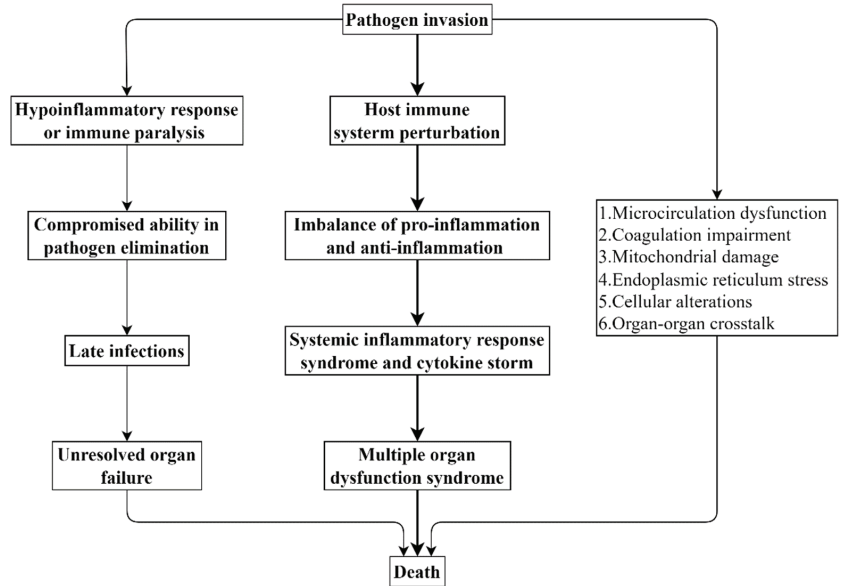 Pathogen invasion
Hypoinflammatory response
or immune paralysis
Host immune
systerm perturbation
Compromised ability in
pathogen elimination
Imbalance of pro-inflammation
and anti-inflammation
1.Microcirculation dysfunction
2.Coagulation impairment
3.Mitochondrial damage
4.Endoplasmic reticulum stress
5.Cellular alterations
6.Organ-organ crosstalk
Late infections
Systemic inflammatory response
syndrome and cytokine storm
Unresolved organ
failure
Multiple organ
dysfunction syndrome
Death